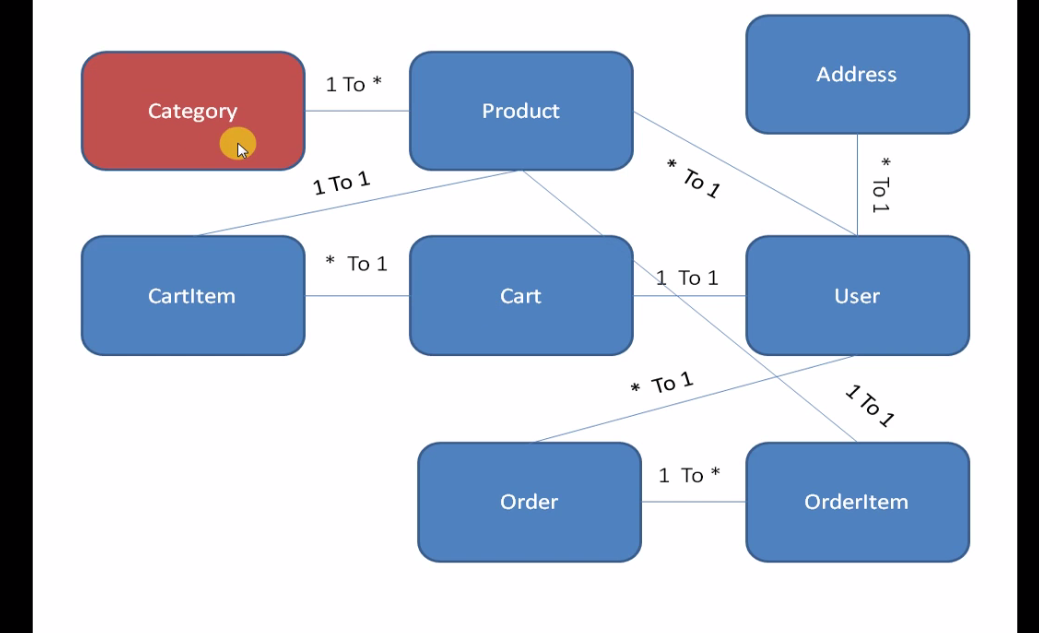 Address
Category
1 To *
Product
* To 1
* To 1
1 To 1
CartItem
* To 1
Cart
1 To 1
User
* To 1
1 To 1
Order
1 To *
OrderItem